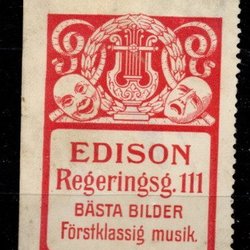 EDISON
Regeringsg. 111
BÄSTA BILDER
Förstklassig musik.